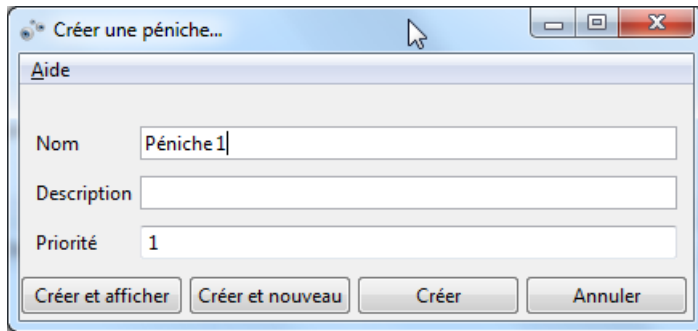 Créer une péniche...
Aide
Nom Péniche 1
Description
Priorité 1
Créer et afficher Créer et nouveau Créer Annuler